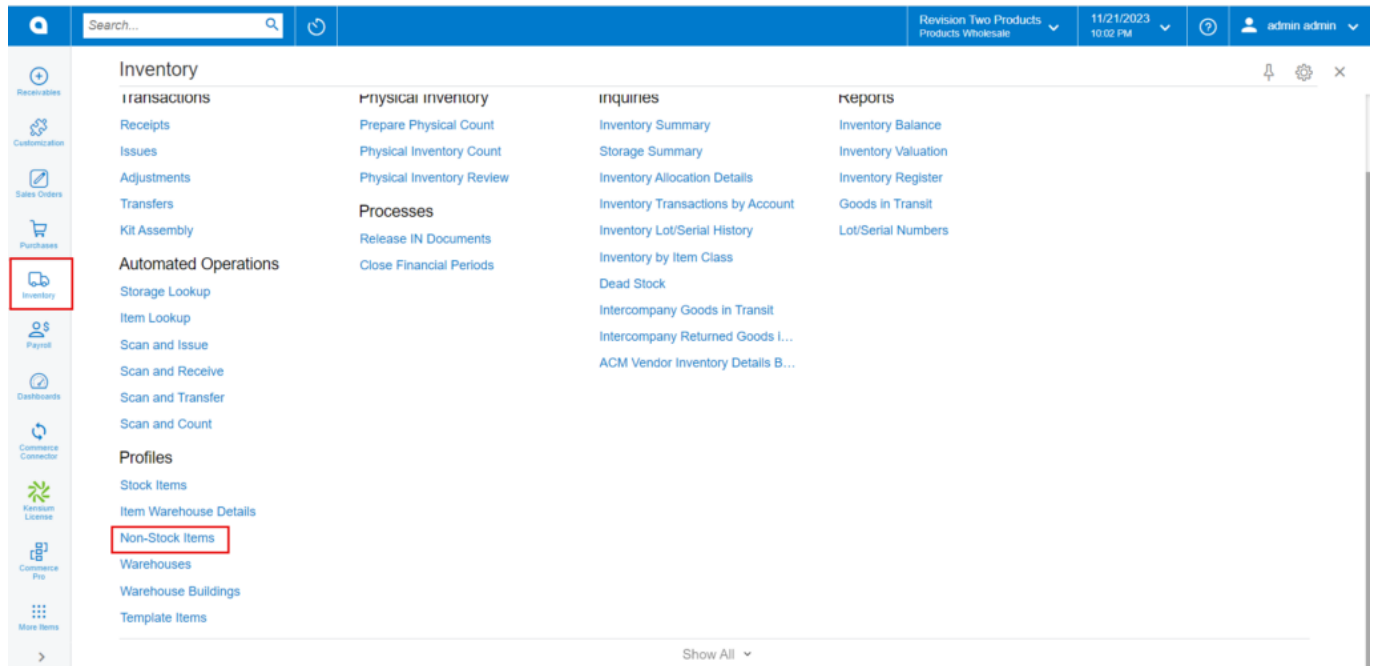 Search...
Revision Two Products
Products Wholesale
11/21/2023
10:02 PM
admin admin
Receivables
Customization
Sales Orders
Purchases
Inventory
Payroll
Dashboards
Commerce
Connector
Kensium
License
Commerce
Pro
More Items
Inventory
Transactions
Receipts
Issues
Adjustments
Transfers
Kit Assembly
Automated Operations
Storage Lookup
Item Lookup
Scan and Issue
Scan and Receive
Scan and Transfer
Scan and Count
Profiles
Stock Items
Item Warehouse Details
Non-Stock Items
Warehouses
Warehouse Buildings
Template Items
Physical Inventory
Prepare Physical Count
Physical Inventory Count
Physical Inventory Review
Processes
Release IN Documents
Close Financial Periods
Inquiries
Inventory Summary
Storage Summary
Inventory Allocation Details
Inventory Transactions by Account
Inventory Lot/Serial History
Inventory by Item Class
Dead Stock
Intercompany Goods in Transit
Intercompany Returned Goods i...
ACM Vendor Inventory Details B...
Reports
Inventory Balance
Inventory Valuation
Inventory Register
Goods in Transit
Lot/Serial Numbers
Show All